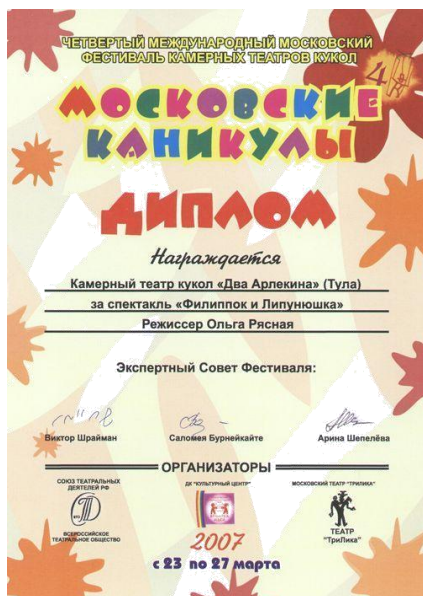 ЧЕТВЕРТЫЙ МЕЖДУНАРОДНЫЙ МОСКОВСКИЙ
ФЕСТИВАЛЬ КАМЕРНЫХ ТЕАТРОВ КУКОЛ
4
МОСКОВСКИЕ
КАНИКУЛЫ
ДИПЛОМ
Награждается
Камерный театр кукол «Два Арлекина» (Тула)
за спектакль «Филиппок и Липунюшка»
Режиссер Ольга Рясная
Экспертный Совет Фестиваля:
Виктор Шрайман Саломея Бурнейкайте Арина Шепелёва
ОРГАНИЗАТОРЫ
СОЮЗ ТЕАТРАЛЬНЫХ
ДЕЯТЕЛЕЙ РФ
ВСЕРОССИЙСКОЕ
ТЕАТРАЛЬНОЕ ОБЩЕСТВО
ДК "КУЛЬТУРНЫЙ ЦЕНТР"
МОСКОВСКИЙ ТЕАТР "ТРИЛИКА"
ТЕАТР
"ТриЛика"
2007
с 23 по 27 марта